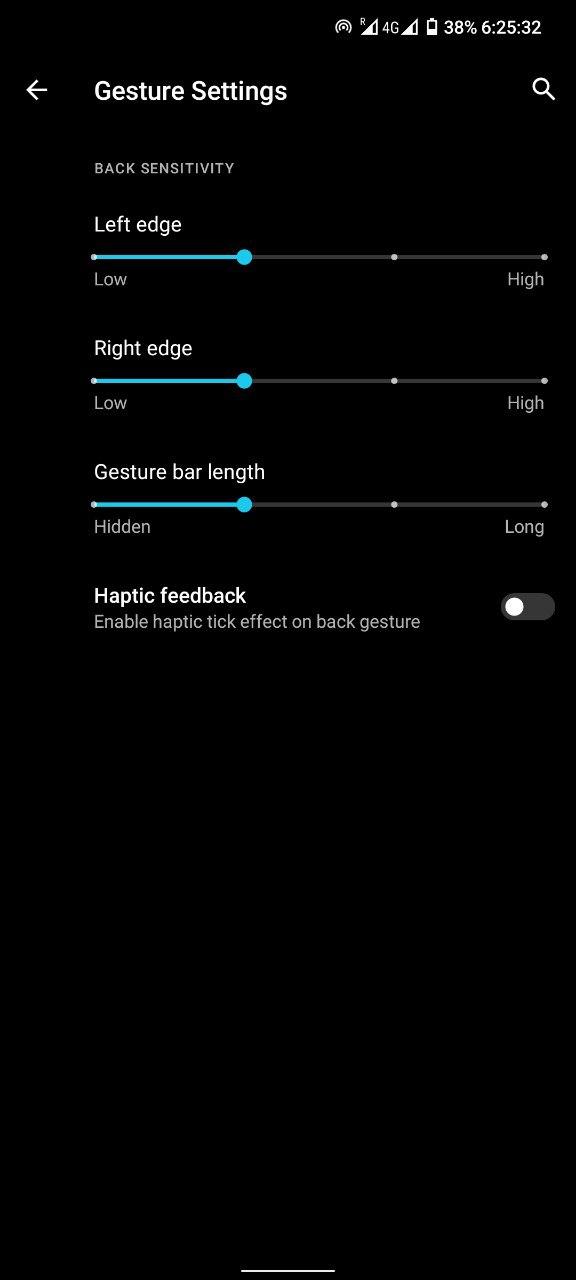 R 4G 38% 6:25:32
Gesture Settings
BACK SENSITIVITY
Left edge
Low High
Right edge
Low High
Gesture bar length
Hidden Long
Haptic feedback
Enable haptic tick effect on back gesture